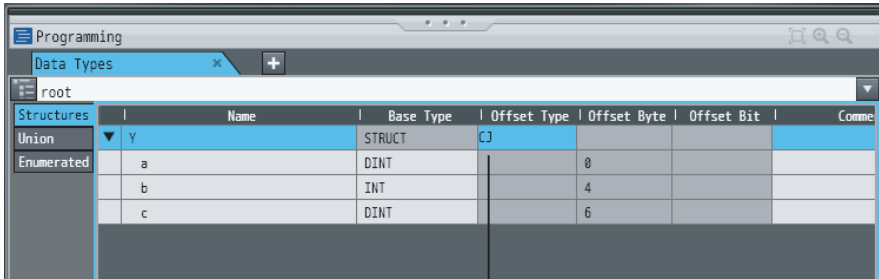 Programming
Data Types × +
root
Structures Name Base Type Offset Type Offset Byte Offset Bit Comme
Union ▼ Y STRUCT CJ
Enumerated a DINT 0
b INT 4
c DINT 6